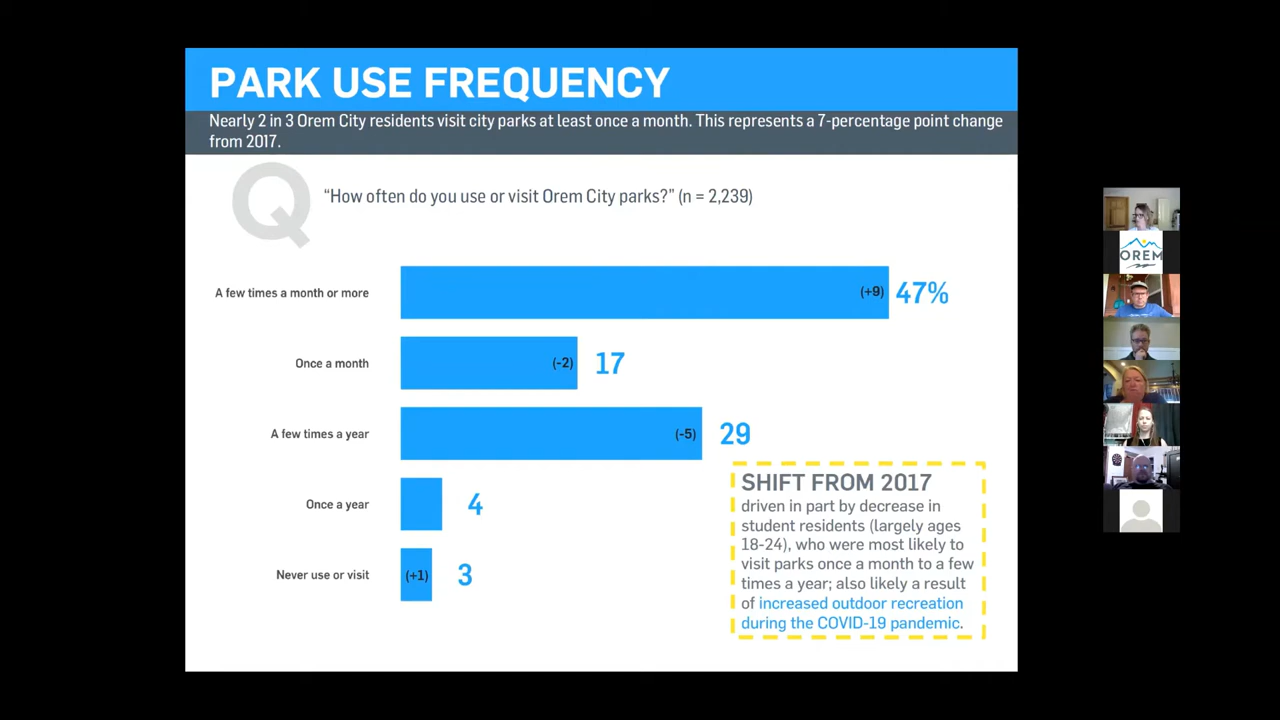 PARK USE FREQUENCY
Nearly 2 in 3 Orem City residents visit city parks at least once a month. This represents a 7-percentage point change
from 2017.
Q
“How often do you use or visit Orem City parks?” (n = 2,239)
A few times a month or more
(+9)
47%
Once a month
(-2)
17
A few times a year
(-5)
29
Once a year
4
Never use or visit
(+1)
3
SHIFT FROM 2017
driven in part by decrease in
student residents (largely ages
18-24), who were most likely to
visit parks once a month to a few
times a year; also likely a result
of increased outdoor recreation
during the COVID-19 pandemic.
OREM